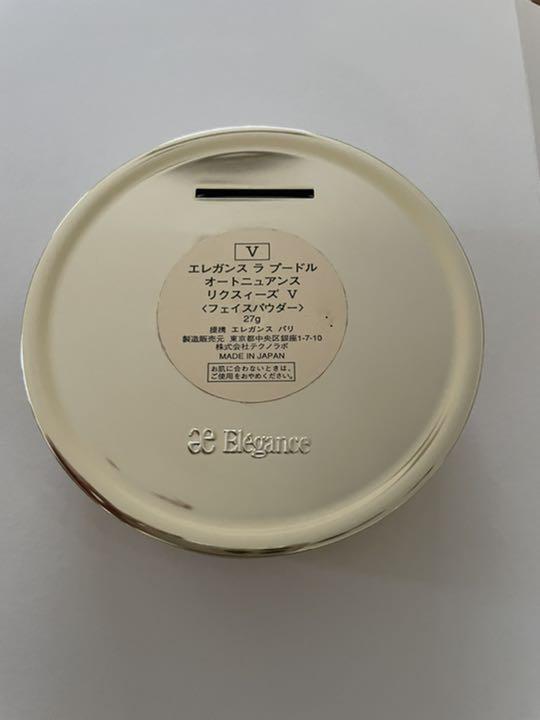 V
エレガンス ラ プードル
オートニュアンス
リクスィーズ V
〈フェイスパウダー〉
27g
提携 エレガンス パリ
製造販売元 東京都中央区銀座1-7-10
株式会社テクノラボ
MADE IN JAPAN
お肌に合わないときは、
ご使用をおやめください。
Elégance